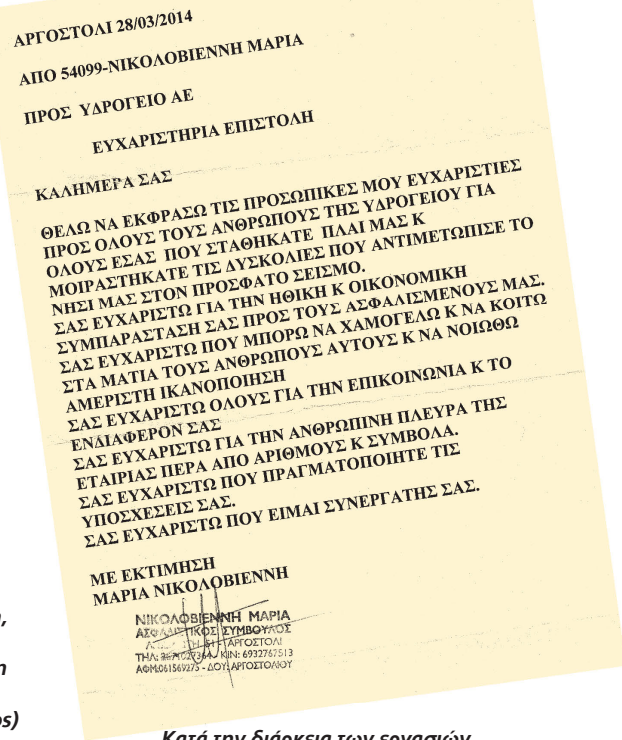 ΑΡΓΟΣΤΟΛΙ 28/03/2014
ΑΠΟ 54099-ΝΙΚΟΛΟΒΙΕΝΝΗ ΜΑΡΙΑ
ΠΡΟΣ ΥΔΡΟΓΕΙΟ ΑΕ
ΕΥΧΑΡΙΣΤΗΡΙΑ ΕΠΙΣΤΟΛΗ
ΚΑΛΗΜΕΡΑ ΣΑΣ
ΘΕΛΩ ΝΑ ΕΚΦΡΑΣΩ ΤΙΣ ΠΡΟΣΩΠΙΚΕΣ ΜΟΥ ΕΥΧΑΡΙΣΤΙΕΣ
ΠΡΟΣ ΟΛΟΥΣ ΤΟΥΣ ΑΝΘΡΩΠΟΥΣ ΤΗΣ ΥΔΡΟΓΕΙΟΥ ΓΙΑ
ΟΛΟΥΣ ΕΣΑΣ ΠΟΥ ΣΤΑΘΗΚΑΤΕ ΠΛΑΙ ΜΑΣ Κ
ΜΟΙΡΑΣΤΗΚΑΤΕ ΤΙΣ ΔΥΣΚΟΛΙΕΣ ΠΟΥ ΑΝΤΙΜΕΤΩΠΙΣΕ ΤΟ
ΝΗΣΙ ΜΑΣ ΣΤΟΝ ΠΡΟΣΦΑΤΟ ΣΕΙΣΜΟ.
ΣΑΣ ΕΥΧΑΡΙΣΤΩ ΓΙΑ ΤΗΝ ΗΘΙΚΗ Κ ΟΙΚΟΝΟΜΙΚΗ
ΣΥΜΠΑΡΑΣΤΑΣΗ ΣΑΣ ΠΡΟΣ ΤΟΥΣ ΑΣΦΑΛΙΣΜΕΝΟΥΣ ΜΑΣ.
ΣΑΣ ΕΥΧΑΡΙΣΤΩ ΠΟΥ ΜΠΟΡΩ ΝΑ ΧΑΜΟΓΕΛΩ Κ ΝΑ ΚΟΙΤΩ
ΣΤΑ ΜΑΤΙΑ ΤΟΥΣ ΑΝΘΡΩΠΟΥΣ ΑΥΤΟΥΣ Κ ΝΑ ΝΟΙΩΘΩ
ΑΜΕΡΙΣΤΗ ΙΚΑΝΟΠΟΙΗΣΗ
ΣΑΣ ΕΥΧΑΡΙΣΤΩ ΟΛΟΥΣ ΓΙΑ ΤΗΝ ΕΠΙΚΟΙΝΩΝΙΑ Κ ΤΟ
ΕΝΔΙΑΦΕΡΟΝ ΣΑΣ
ΣΑΣ ΕΥΧΑΡΙΣΤΩ ΓΙΑ ΤΗΝ ΑΝΘΡΩΠΙΝΗ ΠΛΕΥΡΑ ΤΗΣ
ΕΤΑΙΡΙΑΣ ΠΕΡΑ ΑΠΟ ΑΡΙΘΜΟΥΣ Κ ΣΥΜΒΟΛΑ.
ΣΑΣ ΕΥΧΑΡΙΣΤΩ ΠΟΥ ΠΡΑΓΜΑΤΟΠΟΙΗΤΕ ΤΙΣ
ΥΠΟΣΧΕΣΕΙΣ ΣΑΣ.
ΣΑΣ ΕΥΧΑΡΙΣΤΩ ΠΟΥ ΕΙΜΑΙ ΣΥΝΕΡΓΑΤΗΣ ΣΑΣ.
ΜΕ ΕΚΤΙΜΗΣΗ
ΜΑΡΙΑ ΝΙΚΟΛΟΒΙΕΝΝΗ
ΝΙΚΟΛΟΒΙΕΝΝΗ ΜΑΡΙΑ
ΣΥΜΒΟΥΛΟΣ
ΑΡΓΟΣΤΟΛΙ
ΤΗΛ: ΚΙΝ: 6932767513
ΑΦΜ:061569275 - ΔΟΥ: ΑΡΓΟΣΤΟΛΙΟΥ
Κατά την διάρκεια των εργασιών